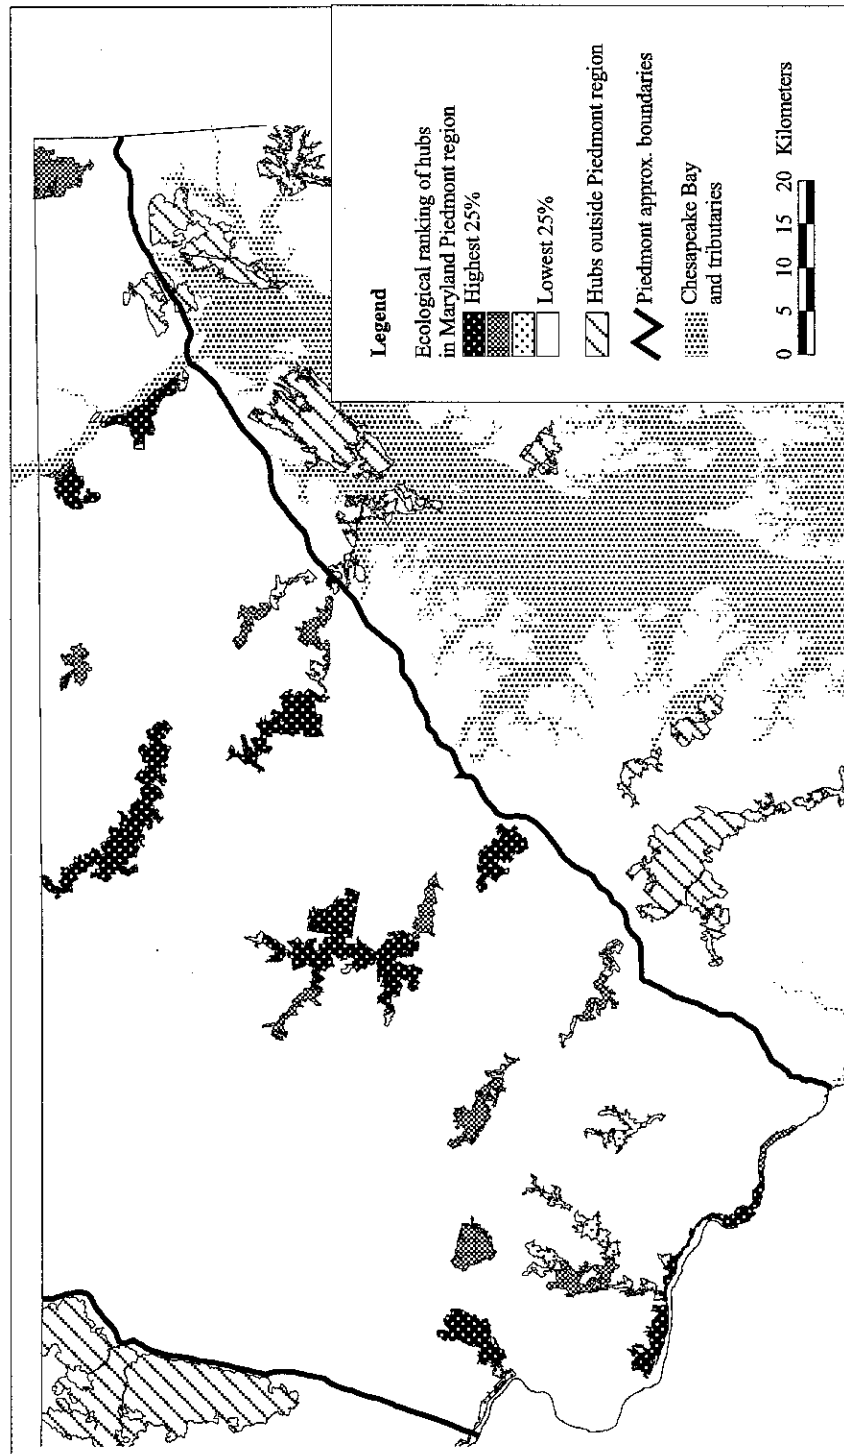 Legend
Ecological ranking of hubs
in Maryland Piedmont region
Highest 25%
Lowest 25%
Hubs outside Piedmont region
Piedmont approx. boundaries
Chesapeake Bay
and tributaries
0 5 10 15 20 Kilometers